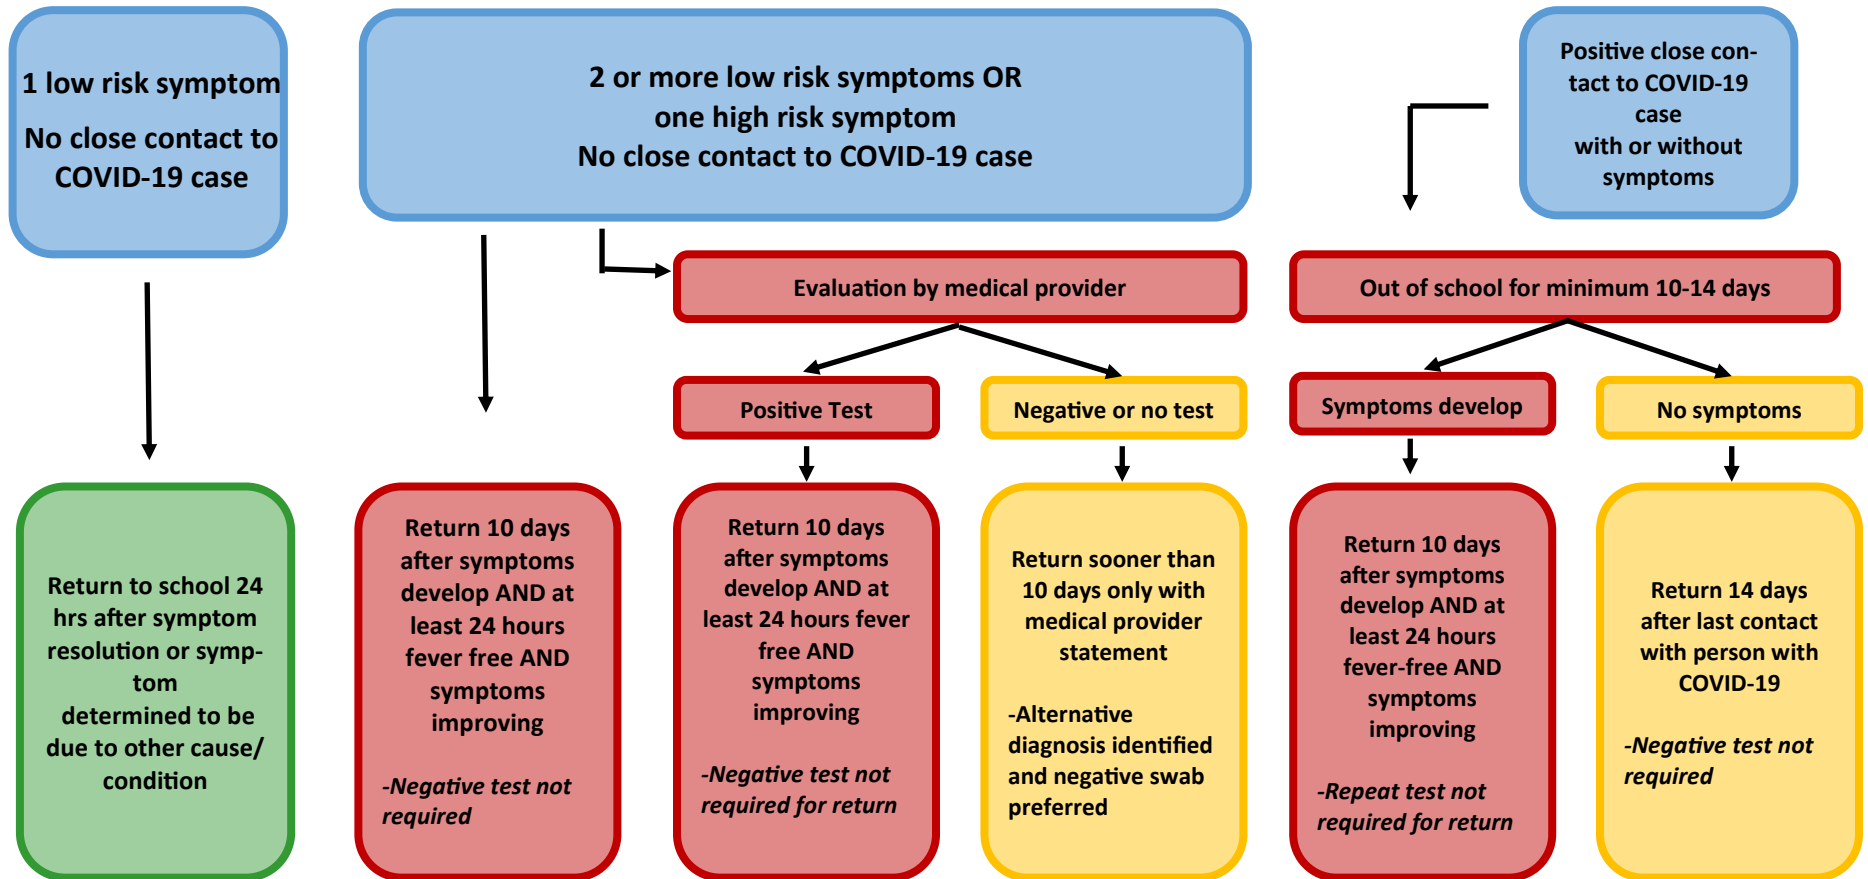 1 low risk symptom
No close contact to
COVID-19 case
2 or more low risk symptoms OR
one high risk symptom
No close contact to COVID-19 case
Positive close con-
tact to COVID-19
case
with or without
symptoms
Evaluation by medical provider
Out of school for minimum 10-14 days
Positive Test
Negative or no test
Symptoms develop
No symptoms
Return to school 24
hrs after symptom
resolution or symp-
tom
determined to be
due to other cause/
condition
Return 10 days
after symptoms
develop AND at
least 24 hours
fever free AND
symptoms
improving
-Negative test not
required
Return 10 days
after symptoms
develop AND at
least 24 hours fever
free AND
symptoms
improving
-Negative test not
required for return
Return sooner than
10 days only with
medical provider
statement
-Alternative
diagnosis identified
and negative swab
preferred
Return 10 days
after symptoms
develop AND at
least 24 hours
fever-free AND
symptoms
improving
-Repeat test not
required for return
Return 14 days
after last contact
with person with
COVID-19
-Negative test not
required